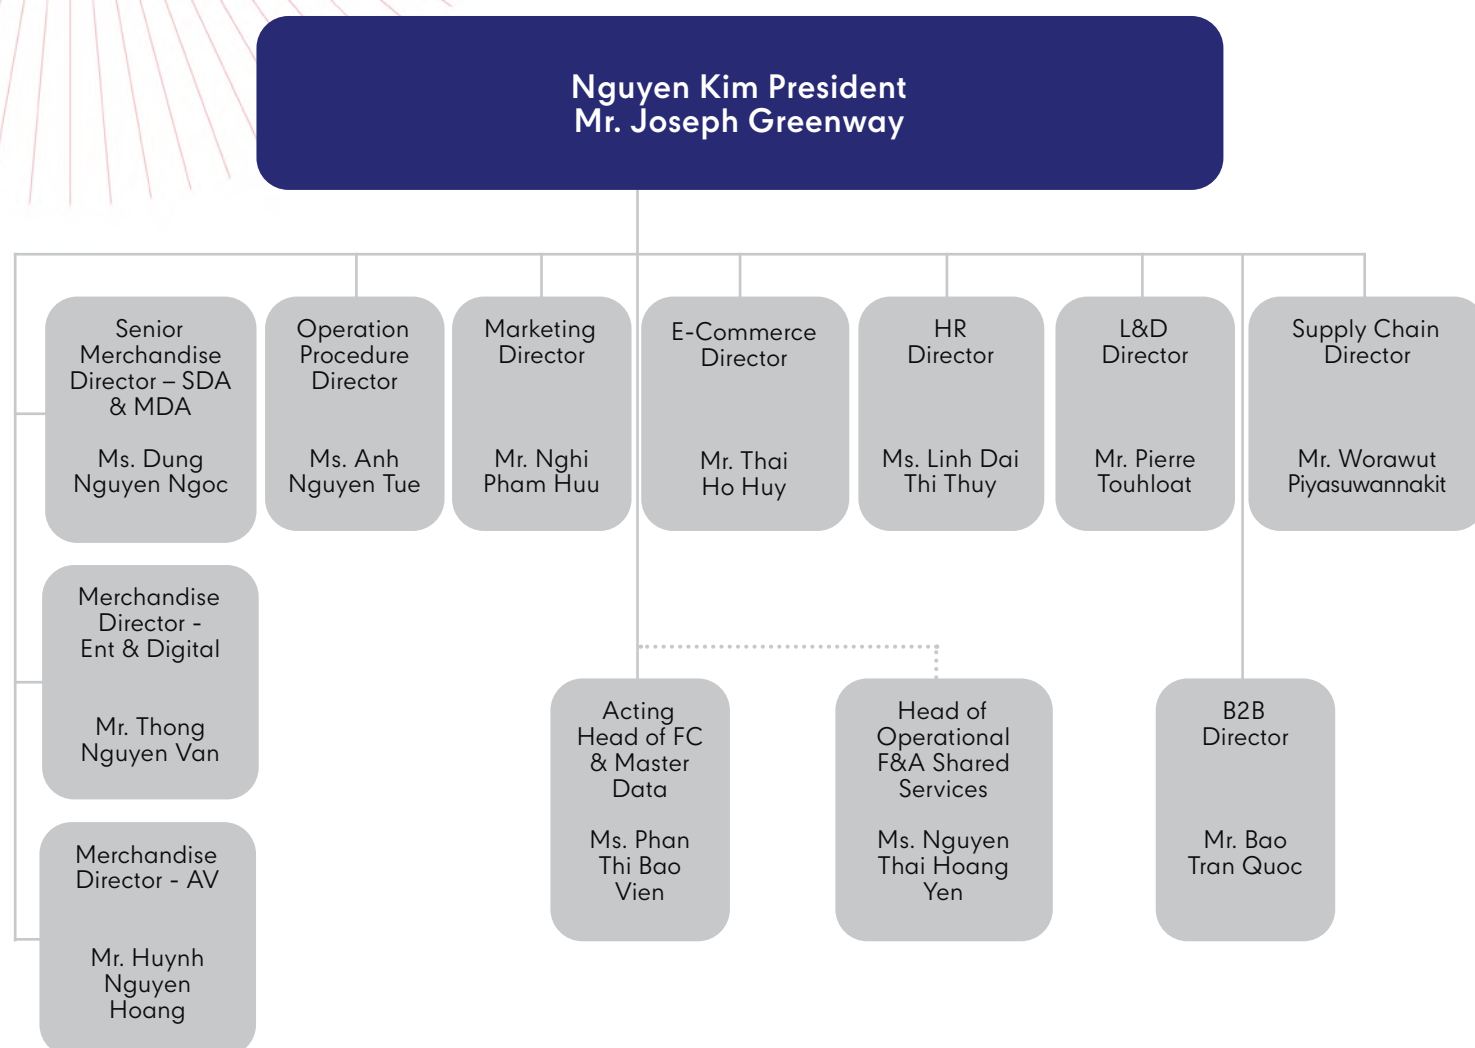 Nguyen Kim President
Mr. Joseph Greenway
Senior
Merchandise
Director – SDA
& MDA
Ms. Dung
Nguyen Ngoc
Operation
Procedure
Director
Ms. Anh
Nguyen Tue
Marketing
Director
Mr. Nghi
Pham Huu
E-Commerce
Director
Mr. Thai
Ho Huy
HR
Director
Ms. Linh Dai
Thi Thuy
L&D
Director
Mr. Pierre
Touhloat
Supply Chain
Director
Mr. Worawut
Piyasuwannakit
Merchandise
Director -
Ent & Digital
Mr. Thong
Nguyen Van
Acting
Head of FC
& Master
Data
Ms. Phan
Thi Bao
Vien
Head of
Operational
F&A Shared
Services
Ms. Nguyen
Thai Hoang
Yen
B2B
Director
Mr. Bao
Tran Quoc
Merchandise
Director - AV
Mr. Huynh
Nguyen
Hoang